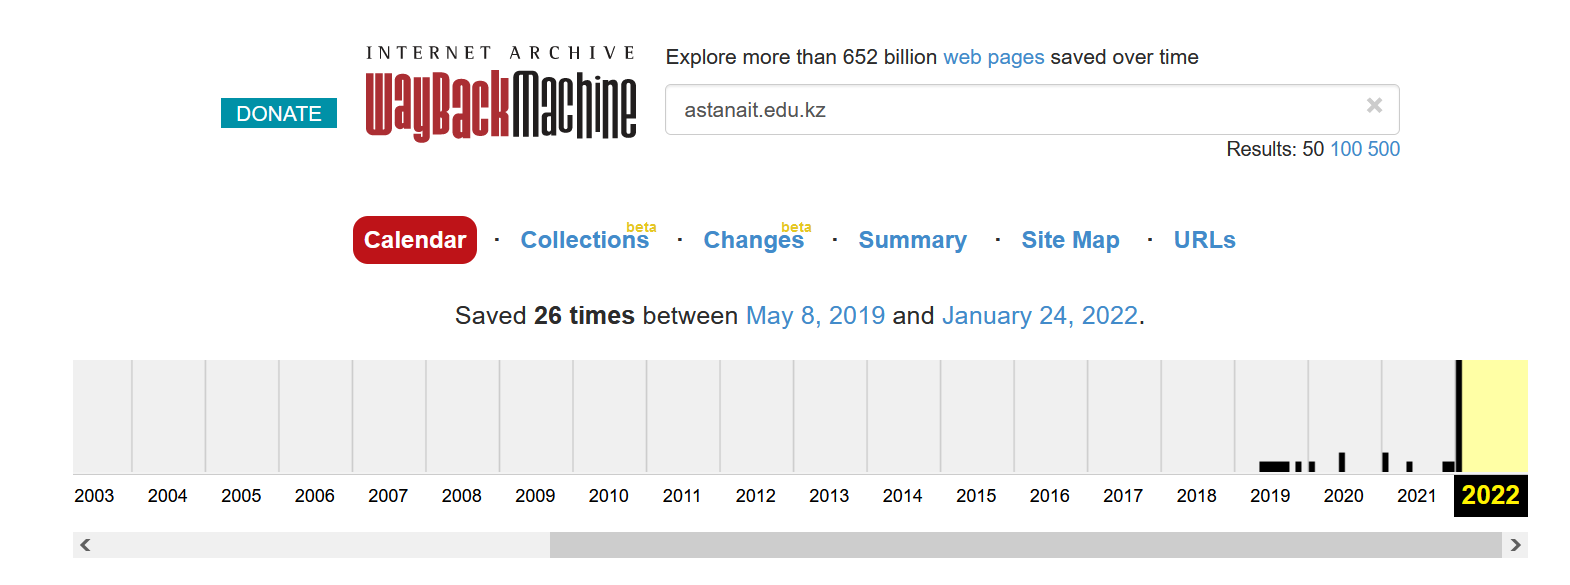 INTERNET ARCHIVE
WayBackMachine
DONATE
Explore more than 652 billion web pages saved over time
astanait.edu.kz
Results: 50 100 500
Calendar · Collections beta · Changes beta · Summary · Site Map · URLs
Saved 26 times between May 8, 2019 and January 24, 2022.
2003 2004 2005 2006 2007 2008 2009 2010 2011 2012 2013 2014 2015 2016 2017 2018 2019 2020 2021 2022